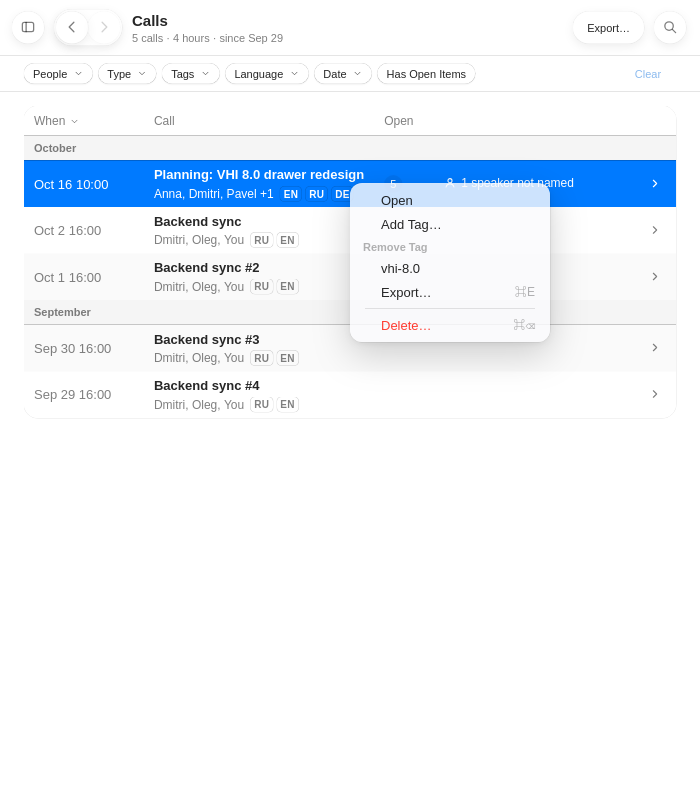 Calls
5 calls · 4 hours · since Sep 29
Export…
People
Type
Tags
Language
Date
Has Open Items
Clear
When
Call
Open
October
Oct 16 10:00
Planning: VHI 8.0 drawer redesign
Anna, Dmitri, Pavel +1 EN RU DE
5
1 speaker not named
Oct 2 16:00
Backend sync
Dmitri, Oleg, You RU EN
Oct 1 16:00
Backend sync #2
Dmitri, Oleg, You RU EN
September
Sep 30 16:00
Backend sync #3
Dmitri, Oleg, You RU EN
Sep 29 16:00
Backend sync #4
Dmitri, Oleg, You RU EN
Open
Add Tag…
Remove Tag
vhi-8.0
Export… ⌘E
Delete… ⌘⌫